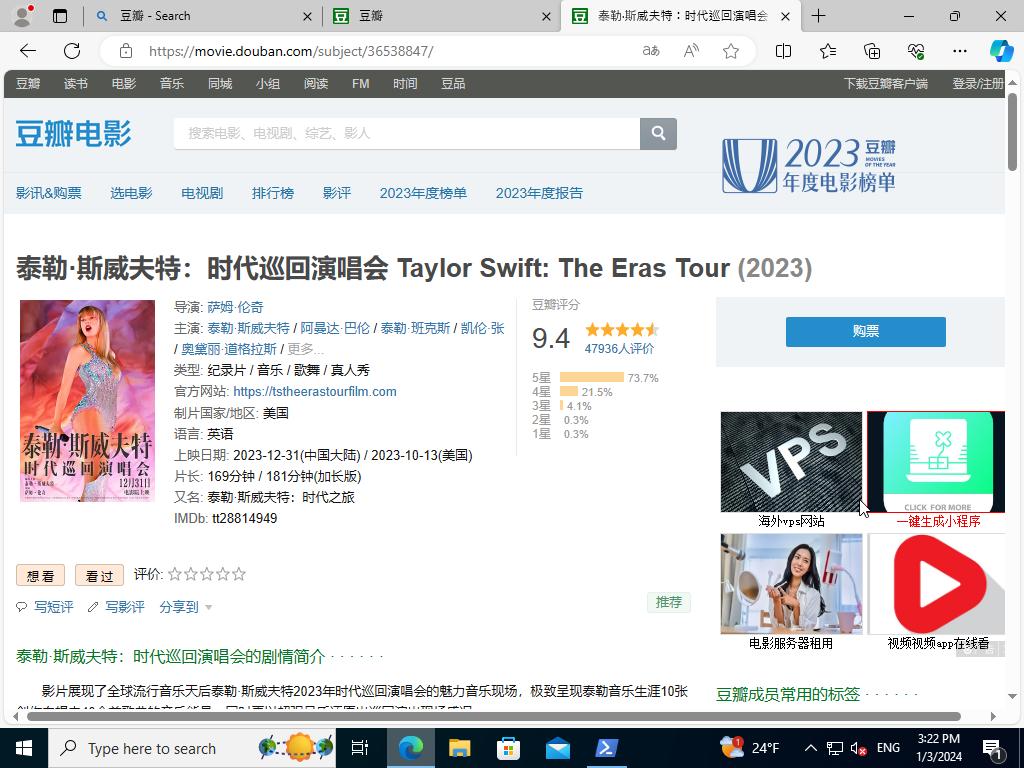 豆瓣 - Search
豆瓣
泰勒·斯威夫特：时代巡回演唱会
https://movie.douban.com/subject/36538847/
豆瓣 读书 电影 音乐 同城 小组 阅读 FM 时间 豆品 下载豆瓣客户端 登录/注册
豆瓣电影
搜索电影、电视剧、综艺、影人
2023 豆瓣
MOVIES OF THE YEAR
年度电影榜单
影讯&购票 选电影 电视剧 排行榜 影评 2023年度榜单 2023年度报告
泰勒·斯威夫特：时代巡回演唱会 Taylor Swift: The Eras Tour (2023)
泰勒·斯威夫特
时代巡回演唱会
12月31日
导演: 萨姆·伦奇
主演: 泰勒·斯威夫特 / 阿曼达·巴伦 / 泰勒·班克斯 / 凯伦·张
/ 奥黛丽·道格拉斯 / 更多...
类型: 纪录片 / 音乐 / 歌舞 / 真人秀
官方网站: https://tstheerastourfilm.com
制片国家/地区: 美国
语言: 英语
上映日期: 2023-12-31(中国大陆) / 2023-10-13(美国)
片长: 169分钟 / 181分钟(加长版)
又名: 泰勒·斯威夫特：时代之旅
IMDb: tt28814949
豆瓣评分
9.4
47936人评价
5星 73.7%
4星 21.5%
3星 4.1%
2星 0.3%
1星 0.3%
购票
VPS
海外vps网站
CLICK FOR MORE
一键生成小程序
电影服务器租用
视频视频app在线看
想看 看过 评价:
写短评 写影评 分享到
推荐
泰勒·斯威夫特：时代巡回演唱会的剧情简介 · · · · · ·
影片展现了全球流行音乐天后泰勒·斯威夫特2023年时代巡回演唱会的魅力音乐现场，极致呈现泰勒音乐生涯10张
豆瓣成员常用的标签 · · · · · ·
Type here to search
1
24°F
ENG
3:22 PM
1/3/2024
1